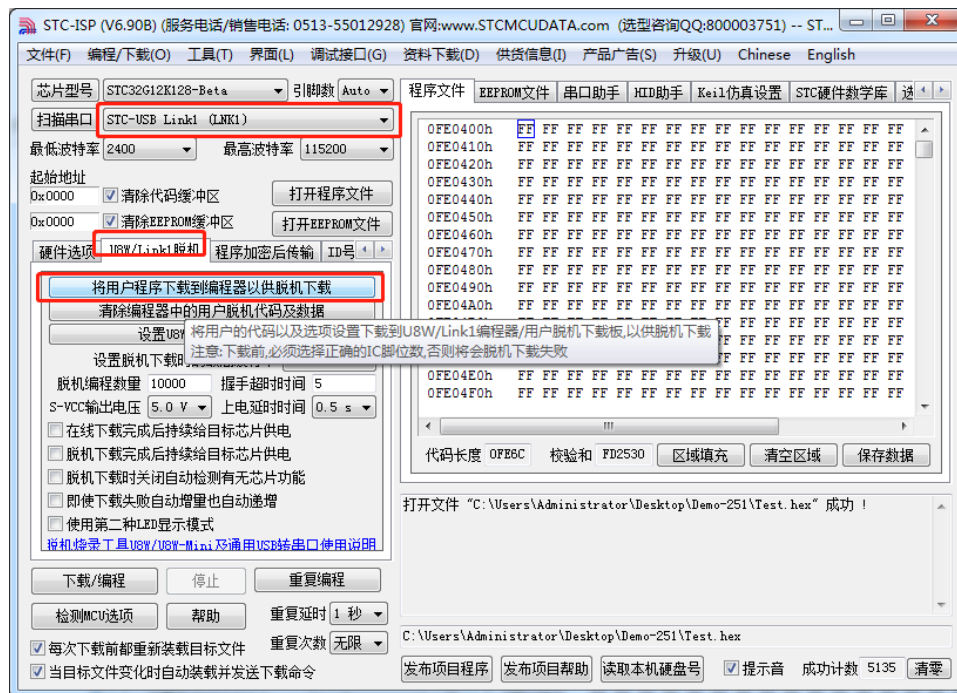 STC-ISP (V6.90B) (服务电话/销售电话: 0513-55012928) 官网:www.STCMCUDATA.com (选型咨询QQ:800003751) -- ST...
文件(F) 编程/下载(O) 工具(T) 界面(L) 调试接口(G) 资料下载(D) 供货信息(I) 产品广告(S) 升级(U) Chinese English
芯片型号 STC32G12K128-Beta 引脚数 Auto
扫描串口 STC-USB Link1 (LNK1)
最低波特率 2400 最高波特率 115200
起始地址
0x0000 清除代码缓冲区 打开程序文件
0x0000 清除EEPROM缓冲区 打开EEPROM文件
硬件选项 U8W/Link1脱机 程序加密后传输 ID号
将用户程序下载到编程器以供脱机下载
清除编程器中的用户脱机代码及数据
设置U8W
将用户的代码以及选项设置下载到U8W/Link1编程器/用户脱机下载板,以供脱机下载
注意:下载前,必须选择正确的IC脚位数,否则将会脱机下载失败
设置脱机下载时
脱机编程数量 10000 握手超时时间 5
S-VCC输出电压 5.0 V 上电延时时间 0.5 s
在线下载完成后持续给目标芯片供电
脱机下载完成后持续给目标芯片供电
脱机下载时关闭自动检测有无芯片功能
即使下载失败自动增量也自动递增
使用第二种LED显示模式
脱机烧录工具U8W/U8W-Mini及通用USB转串口使用说明
下载/编程 停止 重复编程
检测MCU选项 帮助 重复延时 1 秒
每次下载前都重新装载目标文件 重复次数 无限
当目标文件变化时自动装载并发送下载命令
程序文件 EEPROM文件 串口助手 HID助手 Keil仿真设置 STC硬件数学库 选
0FE0400h FF FF FF FF FF FF FF FF FF FF FF FF FF FF FF FF
0FE0410h FF FF FF FF FF FF FF FF FF FF FF FF FF FF FF FF
0FE0420h FF FF FF FF FF FF FF FF FF FF FF FF FF FF FF FF
0FE0430h FF FF FF FF FF FF FF FF FF FF FF FF FF FF FF FF
0FE0440h FF FF FF FF FF FF FF FF FF FF FF FF FF FF FF FF
0FE0450h FF FF FF FF FF FF FF FF FF FF FF FF FF FF FF FF
0FE0460h FF FF FF FF FF FF FF FF FF FF FF FF FF FF FF FF
0FE0470h FF FF FF FF FF FF FF FF FF FF FF FF FF FF FF FF
0FE0480h FF FF FF FF FF FF FF FF FF FF FF FF FF FF FF FF
0FE0490h FF FF FF FF FF FF FF FF FF FF FF FF FF FF FF FF
0FE04A0h FF FF FF FF FF FF FF FF FF FF FF FF FF FF FF FF
0FE04E0h FF FF FF FF FF FF FF FF FF FF FF FF FF FF FF FF
0FE04F0h FF FF FF FF FF FF FF FF FF FF FF FF FF FF FF FF
代码长度 0FE6C 校验和 FD2530 区域填充 清空区域 保存数据
打开文件 "C:\Users\Administrator\Desktop\Demo-251\Test.hex" 成功 !
C:\Users\Administrator\Desktop\Demo-251\Test.hex
发布项目程序 发布项目帮助 读取本机硬盘号 提示音 成功计数 5135 清零